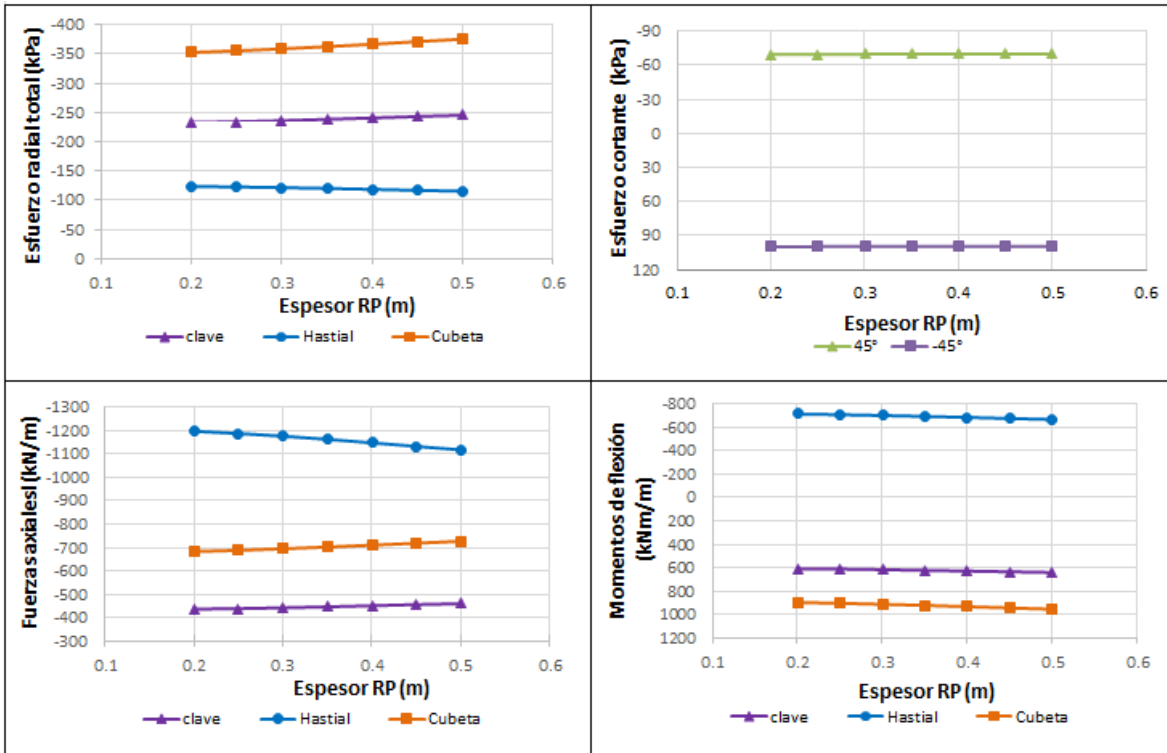 Esfuerzo radial total (kPa)
-400
-350
-300
-250
-200
-150
-100
-50
0
0.1 0.2 0.3 0.4 0.5 0.6
Espesor RP (m)
clave Hastial Cubeta
Esfuerzo cortante (kPa)
-90
-60
-30
0
30
60
90
120
0.1 0.2 0.3 0.4 0.5 0.6
Espesor RP (m)
45° -45°
Fuerzas axialesl (kN/m)
-1300
-1200
-1100
-1000
-900
-800
-700
-600
-500
-400
-300
0.1 0.2 0.3 0.4 0.5 0.6
Espesor RP (m)
clave Hastial Cubeta
Momentos de flexión
(kNm/m)
-800
-600
-400
-200
0
200
400
600
800
1000
1200
0.1 0.2 0.3 0.4 0.5 0.6
Espesor RP (m)
clave Hastial Cubeta